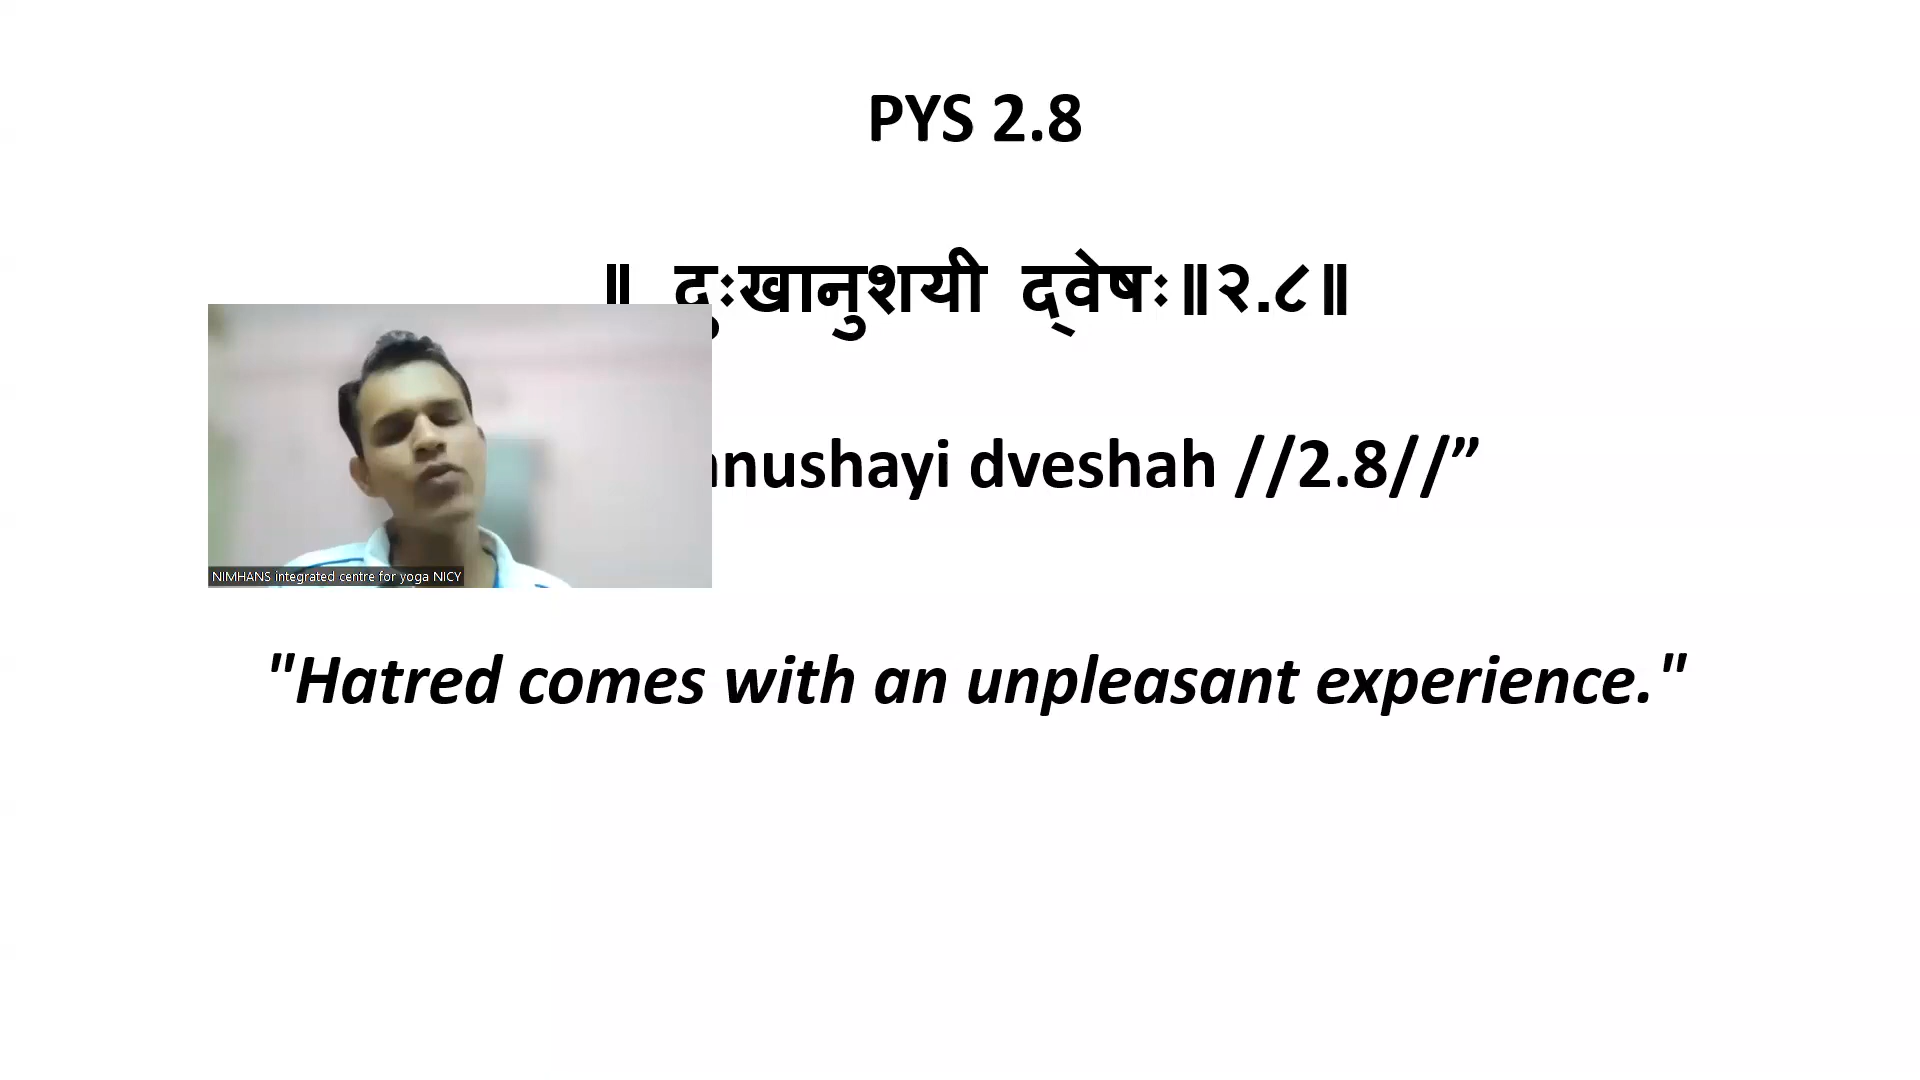 PYS 2.8
॥ दुःखानुशयी द्वेषः॥२.८॥
dveshah //2.8//”
NIMHANS integrated centre for yoga NICY
"Hatred comes with an unpleasant experience."